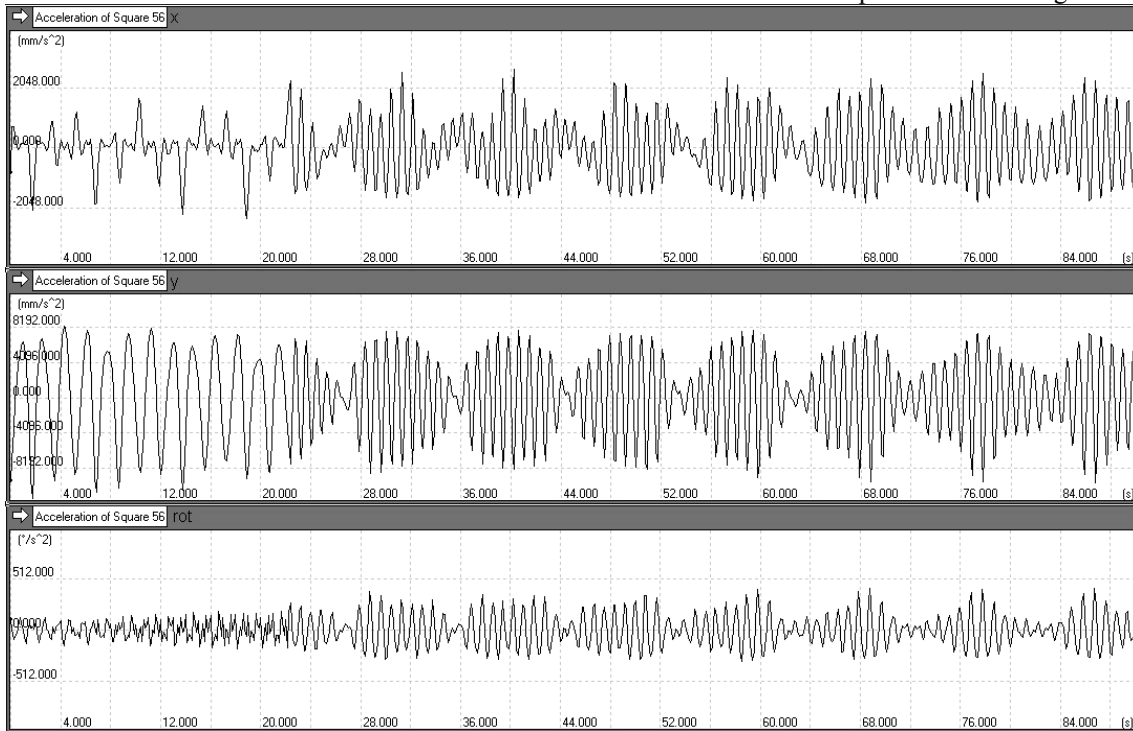 Acceleration of Square 56 x
(mm/s^2)
2048.000
0.000
-2048.000
4.000 12.000 20.000 28.000 36.000 44.000 52.000 60.000 68.000 76.000 84.000 (s)
Acceleration of Square 56 y
(mm/s^2)
8192.000
4096.000
0.000
-4096.000
-8192.000
4.000 12.000 20.000 28.000 36.000 44.000 52.000 60.000 68.000 76.000 84.000 (s)
Acceleration of Square 56 rot
(°/s^2)
512.000
0.000
-512.000
4.000 12.000 20.000 28.000 36.000 44.000 52.000 60.000 68.000 76.000 84.000 (s)